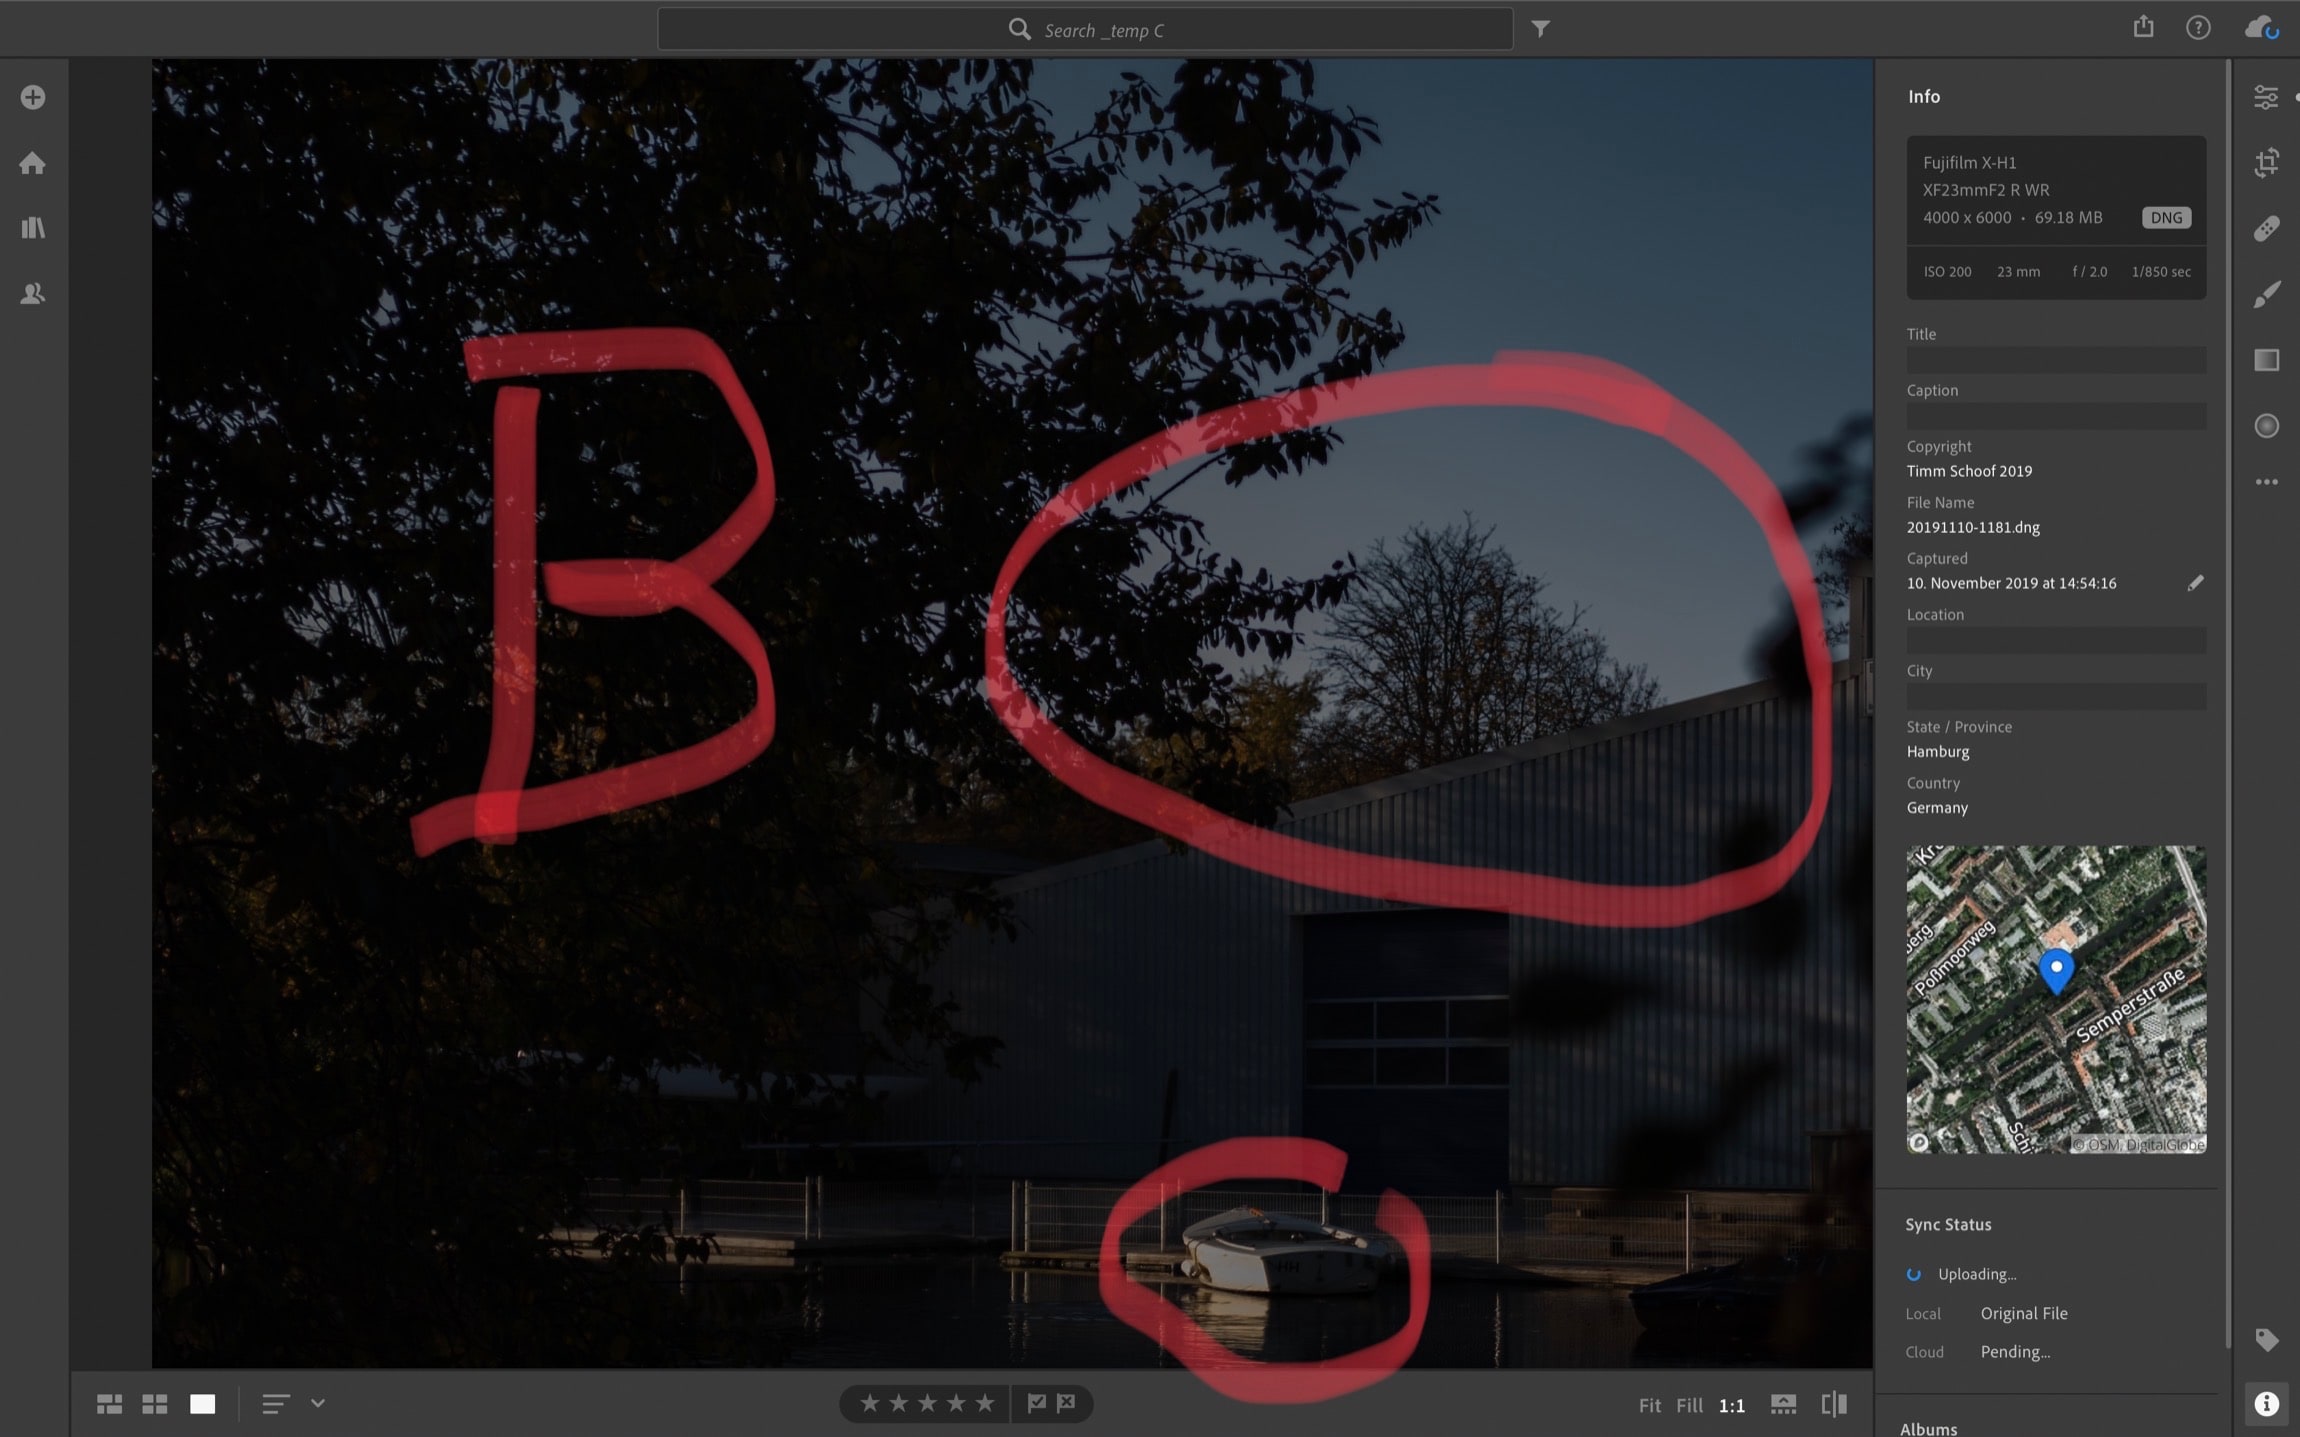 Search _temp C
Info
Fujifilm X-H1
XF23mmF2 R WR
4000 x 6000 • 69.18 MB DNG
ISO 200 23 mm f / 2.0 1/850 sec
Title
Caption
Copyright
Timm Schoof 2019
File Name
20191110-1181.dng
Captured
10. November 2019 at 14:54:16
Location
City
State / Province
Hamburg
Country
Germany
Poßmoorweg
Semperstraße
© OSM, DigitalGlobe
Sync Status
Uploading...
Local Original File
Cloud Pending...
Albums
B
HH
Fit Fill 1:1